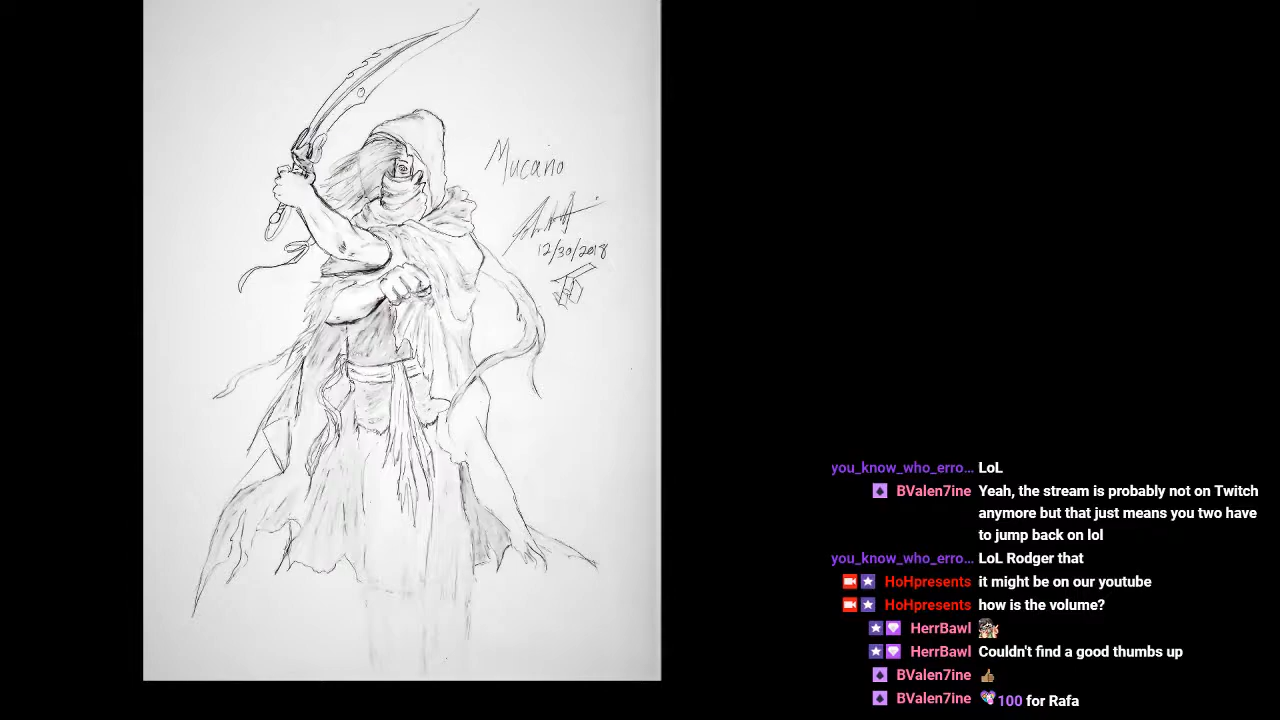 Mucano
12/30/2018
you_know_who_erro... LoL
BValen7ine Yeah, the stream is probably not on Twitch
anymore but that just means you two have
to jump back on lol
you_know_who_erro... LoL Rodger that
HoHpresents it might be on our youtube
HoHpresents how is the volume?
HerrBawl
HerrBawl Couldn't find a good thumbs up
BValen7ine 👍🏽
BValen7ine 100 for Rafa